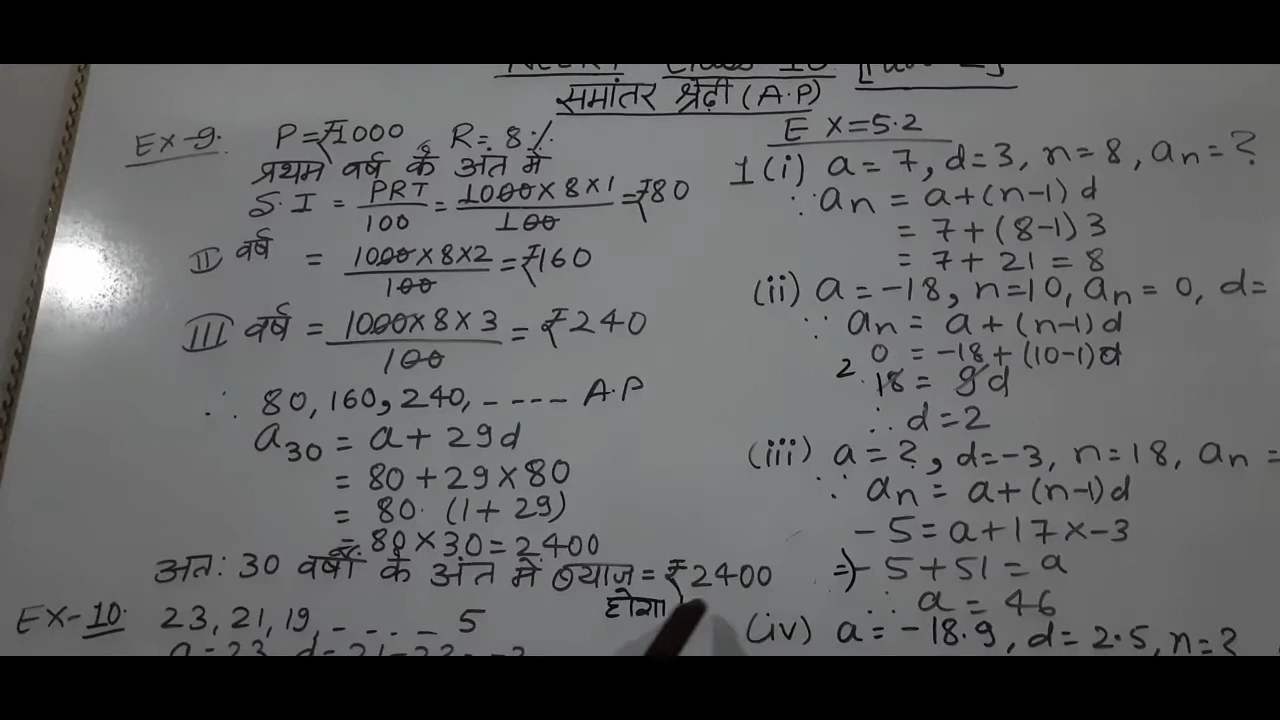 समांतर श्रेढ़ी (A.P)
Ex-9. P=₹1000, R=8%
प्रथम वर्ष के अंत में
S.I = PRT/100 = 1000×8×1/100 = ₹80
II वर्ष = 1000×8×2/100 = ₹160
III वर्ष = 1000×8×3/100 = ₹240
∴ 80, 160, 240, ---- A.P
a30 = a + 29d
= 80 + 29×80
= 80. (1+29)
= 80×30 = 2400
अत: 30 वर्षों के अंत में ब्याज = ₹2400
होगा
EX-10. 23, 21, 19, - - - - 5
EX=5.2
1(i) a=7, d=3, n=8, an=?
∵ an = a+(n-1)d
= 7+(8-1)3
= 7+21=8
(ii) a=-18, n=10, an=0, d=
∵ an = a+(n-1)d
0 = -18+(10-1)d
2 18 = 9d
∴ d=2
(iii) a=?, d=-3, n=18, an=
∵ an = a+(n-1)d
-5 = a+17×-3
⇒ -5+51=a
∴ a=46
(iv) a=-18.9, d=2.5, n=?